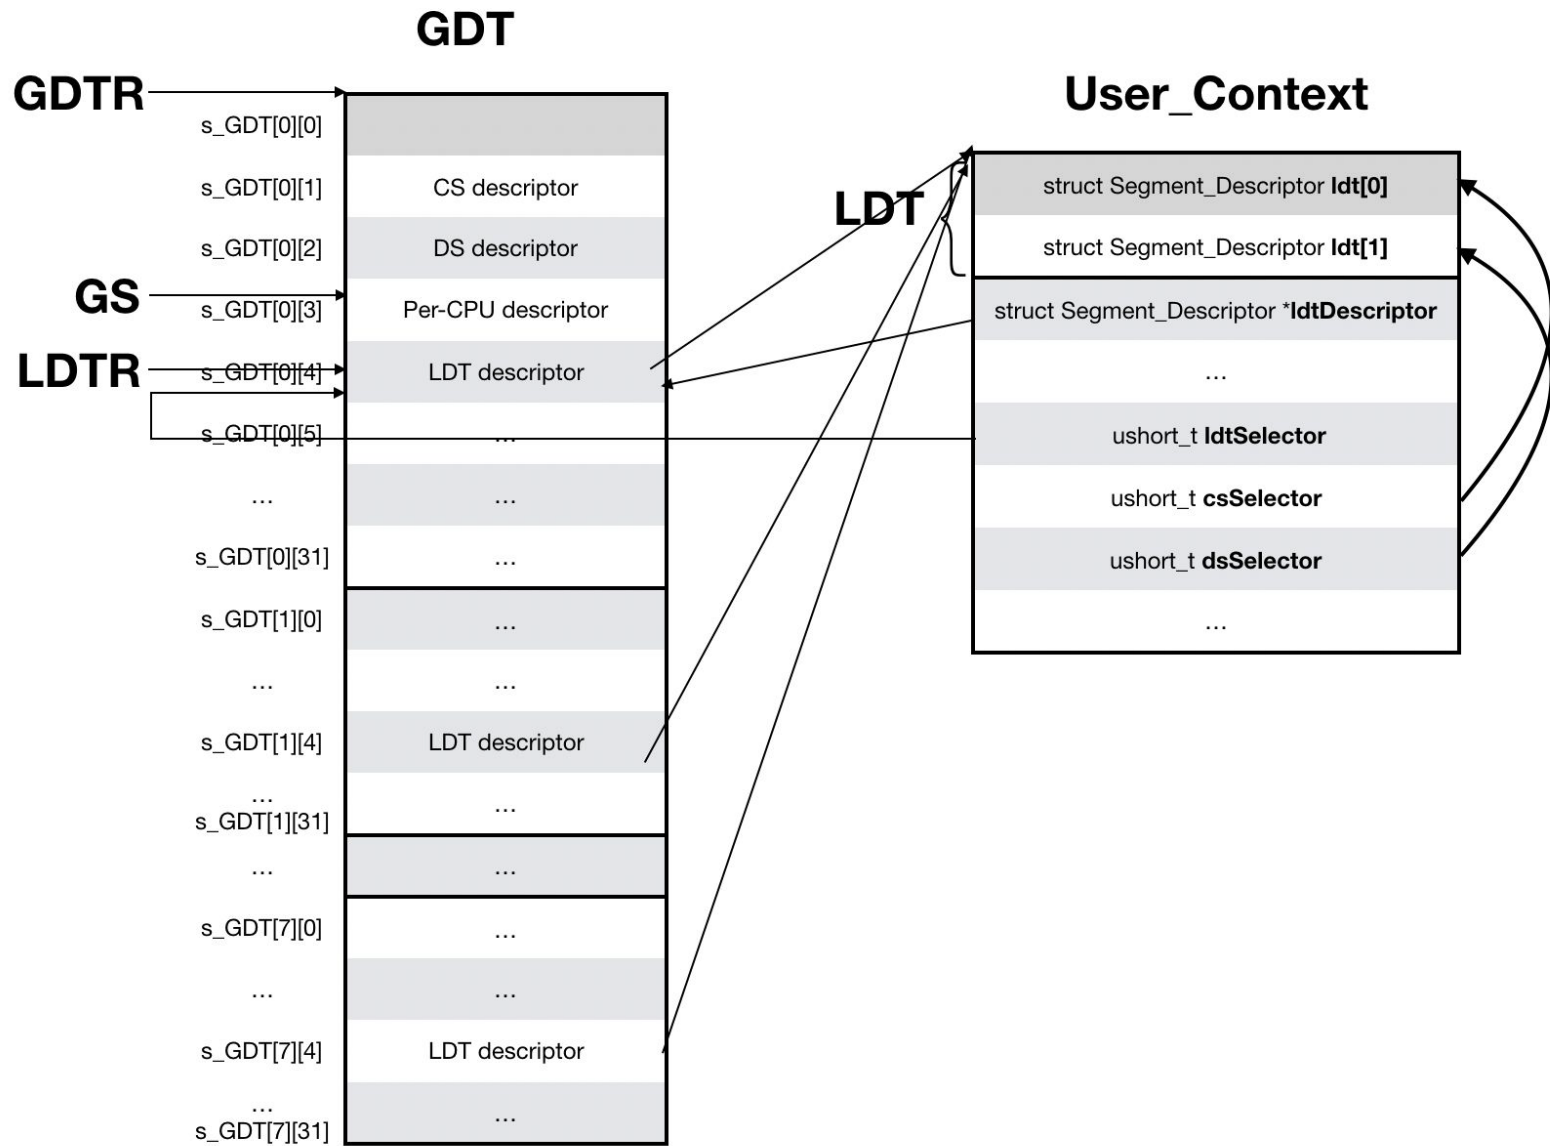 GDT
GDTR
s_GDT[0][0]
s_GDT[0][1]
CS descriptor
s_GDT[0][2]
DS descriptor
GS
s_GDT[0][3]
Per-CPU descriptor
LDTR
s_GDT[0][4]
LDT descriptor
s_GDT[0][5]
...
...
...
s_GDT[0][31]
...
s_GDT[1][0]
...
...
...
s_GDT[1][4]
LDT descriptor
...
s_GDT[1][31]
...
...
...
s_GDT[7][0]
...
...
...
s_GDT[7][4]
LDT descriptor
...
s_GDT[7][31]
...
User_Context
LDT
struct Segment_Descriptor ldt[0]
struct Segment_Descriptor ldt[1]
struct Segment_Descriptor *ldtDescriptor
...
ushort_t ldtSelector
ushort_t csSelector
ushort_t dsSelector
...